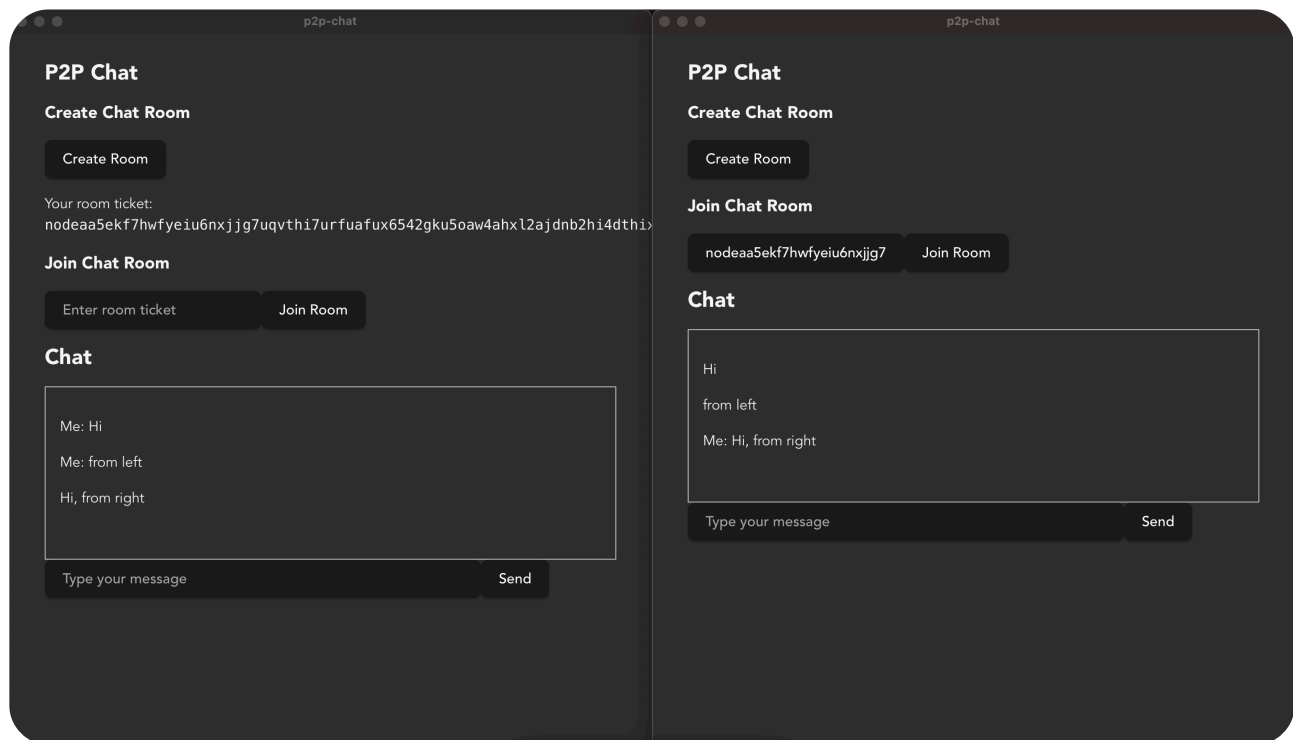 p2p-chat
P2P Chat
Create Chat Room
Create Room
Your room ticket:
nodeaa5ekf7hwfyeiu6nxjjg7uqvthi7urfuafux6542gku5oaw4ahxl2ajdnb2hi4dthix
Join Chat Room
Enter room ticket
Join Room
Chat
Me: Hi
Me: from left
Hi, from right
Type your message
Send
p2p-chat
P2P Chat
Create Chat Room
Create Room
Join Chat Room
nodeaa5ekf7hwfyeiu6nxjjg7
Join Room
Chat
Hi
from left
Me: Hi, from right
Type your message
Send